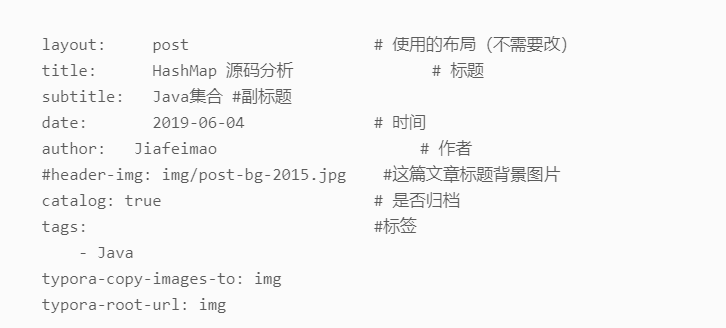 layout:     post                    # 使用的布局（不需要改）
title:      HashMap 源码分析               # 标题
subtitle:   Java集合 #副标题
date:       2019-06-04              # 时间
author:   Jiafeimao                      # 作者
#header-img: img/post-bg-2015.jpg    #这篇文章标题背景图片
catalog: true                       # 是否归档
tags:                               #标签
    - Java
typora-copy-images-to: img
typora-root-url: img